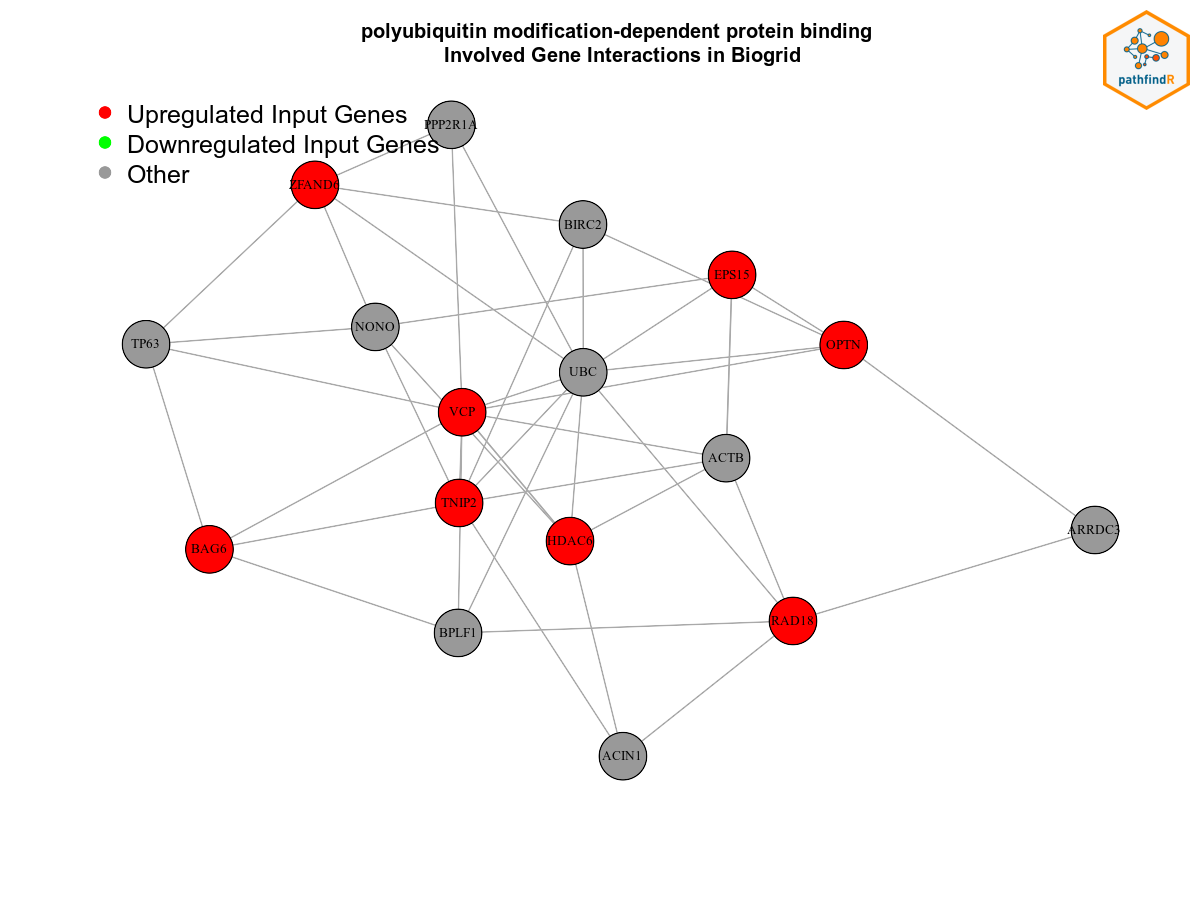 polyubiquitin modification-dependent protein binding
Involved Gene Interactions in Biogrid
pathfindR
Upregulated Input Genes
Downregulated Input Genes
Other
PPP2R1A
ZFAND6
BIRC2
EPS15
NONO
TP63
OPTN
UBC
VCP
ACTB
TNIP2
HDAC6
ARRDC3
BAG6
RAD18
BPLF1
ACIN1